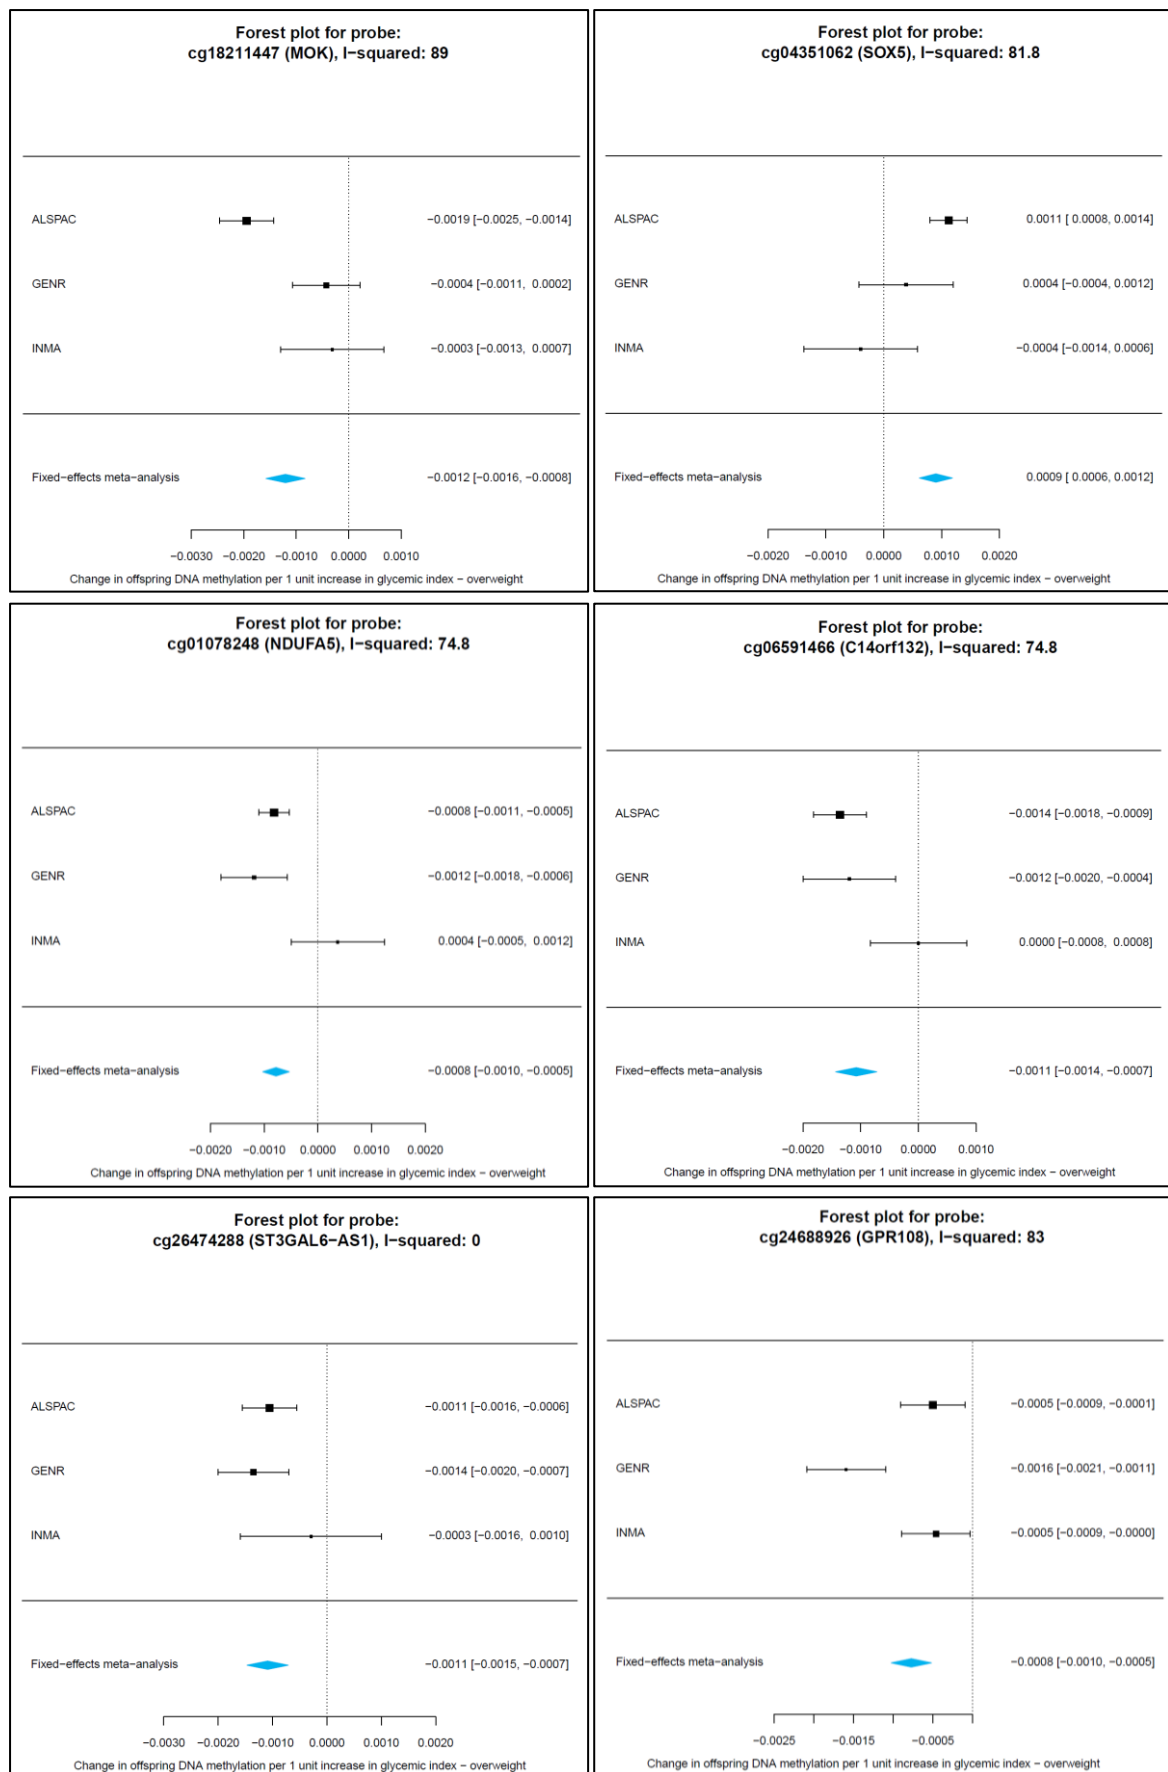 Forest plot for probe:
cg18211447 (MOK), I−squared: 89
ALSPAC −0.0019 [−0.0025, −0.0014]
GENR −0.0004 [−0.0011, 0.0002]
INMA −0.0003 [−0.0013, 0.0007]
Fixed−effects meta−analysis −0.0012 [−0.0016, −0.0008]
−0.0030 −0.0020 −0.0010 0.0000 0.0010
Change in offspring DNA methylation per 1 unit increase in glycemic index − overweight
Forest plot for probe:
cg04351062 (SOX5), I−squared: 81.8
ALSPAC 0.0011 [ 0.0008, 0.0014]
GENR 0.0004 [−0.0004, 0.0012]
INMA −0.0004 [−0.0014, 0.0006]
Fixed−effects meta−analysis 0.0009 [ 0.0006, 0.0012]
−0.0020 −0.0010 0.0000 0.0010 0.0020
Change in offspring DNA methylation per 1 unit increase in glycemic index − overweight
Forest plot for probe:
cg01078248 (NDUFA5), I−squared: 74.8
ALSPAC −0.0008 [−0.0011, −0.0005]
GENR −0.0012 [−0.0018, −0.0006]
INMA 0.0004 [−0.0005, 0.0012]
Fixed−effects meta−analysis −0.0008 [−0.0010, −0.0005]
−0.0020 −0.0010 0.0000 0.0010 0.0020
Change in offspring DNA methylation per 1 unit increase in glycemic index − overweight
Forest plot for probe:
cg06591466 (C14orf132), I−squared: 74.8
ALSPAC −0.0014 [−0.0018, −0.0009]
GENR −0.0012 [−0.0020, −0.0004]
INMA 0.0000 [−0.0008, 0.0008]
Fixed−effects meta−analysis −0.0011 [−0.0014, −0.0007]
−0.0020 −0.0010 0.0000 0.0010
Change in offspring DNA methylation per 1 unit increase in glycemic index − overweight
Forest plot for probe:
cg26474288 (ST3GAL6−AS1), I−squared: 0
ALSPAC −0.0011 [−0.0016, −0.0006]
GENR −0.0014 [−0.0020, −0.0007]
INMA −0.0003 [−0.0016, 0.0010]
Fixed−effects meta−analysis −0.0011 [−0.0015, −0.0007]
−0.0030 −0.0020 −0.0010 0.0000 0.0010 0.0020
Change in offspring DNA methylation per 1 unit increase in glycemic index − overweight
Forest plot for probe:
cg24688926 (GPR108), I−squared: 83
ALSPAC −0.0005 [−0.0009, −0.0001]
GENR −0.0016 [−0.0021, −0.0011]
INMA −0.0005 [−0.0009, −0.0000]
Fixed−effects meta−analysis −0.0008 [−0.0010, −0.0005]
−0.0025 −0.0015 −0.0005
Change in offspring DNA methylation per 1 unit increase in glycemic index − overweight